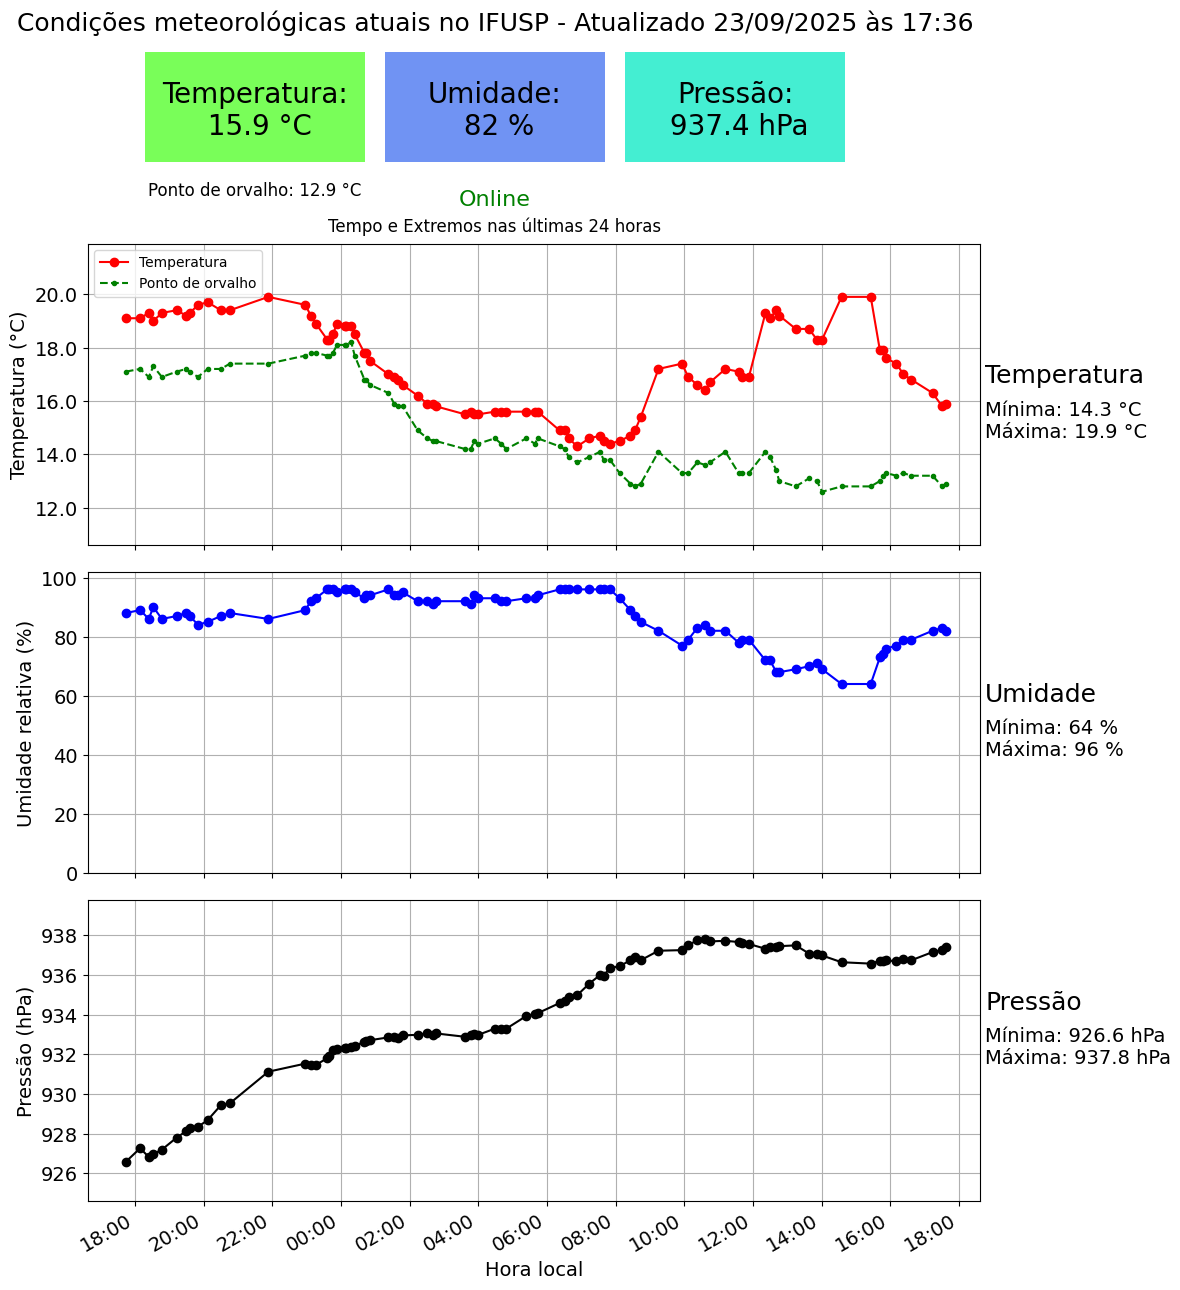 Condições meteorológicas atuais no IFUSP - Atualizado 23/09/2025 às 17:36
Temperatura:
15.9 °C
Umidade:
82 %
Pressão:
937.4 hPa
Ponto de orvalho: 12.9 °C
Online
Tempo e Extremos nas últimas 24 horas
Temperatura
Ponto de orvalho
Temperatura (°C)
20.0
18.0
16.0
14.0
12.0
Temperatura
Mínima: 14.3 °C
Máxima: 19.9 °C
Umidade relativa (%)
100
80
60
40
20
0
Umidade
Mínima: 64 %
Máxima: 96 %
Pressão (hPa)
938
936
934
932
930
928
926
Pressão
Mínima: 926.6 hPa
Máxima: 937.8 hPa
18:00 20:00 22:00 00:00 02:00 04:00 06:00 08:00 10:00 12:00 14:00 16:00 18:00
Hora local